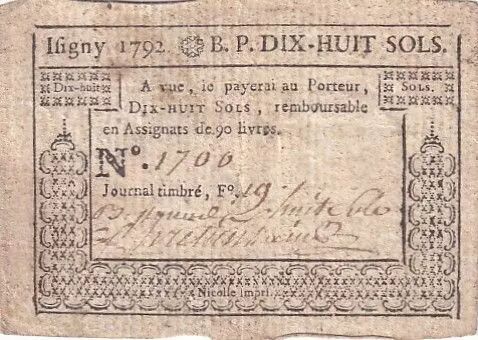 Iſigny 1792. B. P. DIX-HUIT SOLS.
Dix-huit
SOLS.
A vue, je payerai au Porteur,
DIX-HUIT SOLS, remboursable
en Assignats de 90 livres.
N°. 1700
Journal timbré, F°. 19
Nicolle Impr.